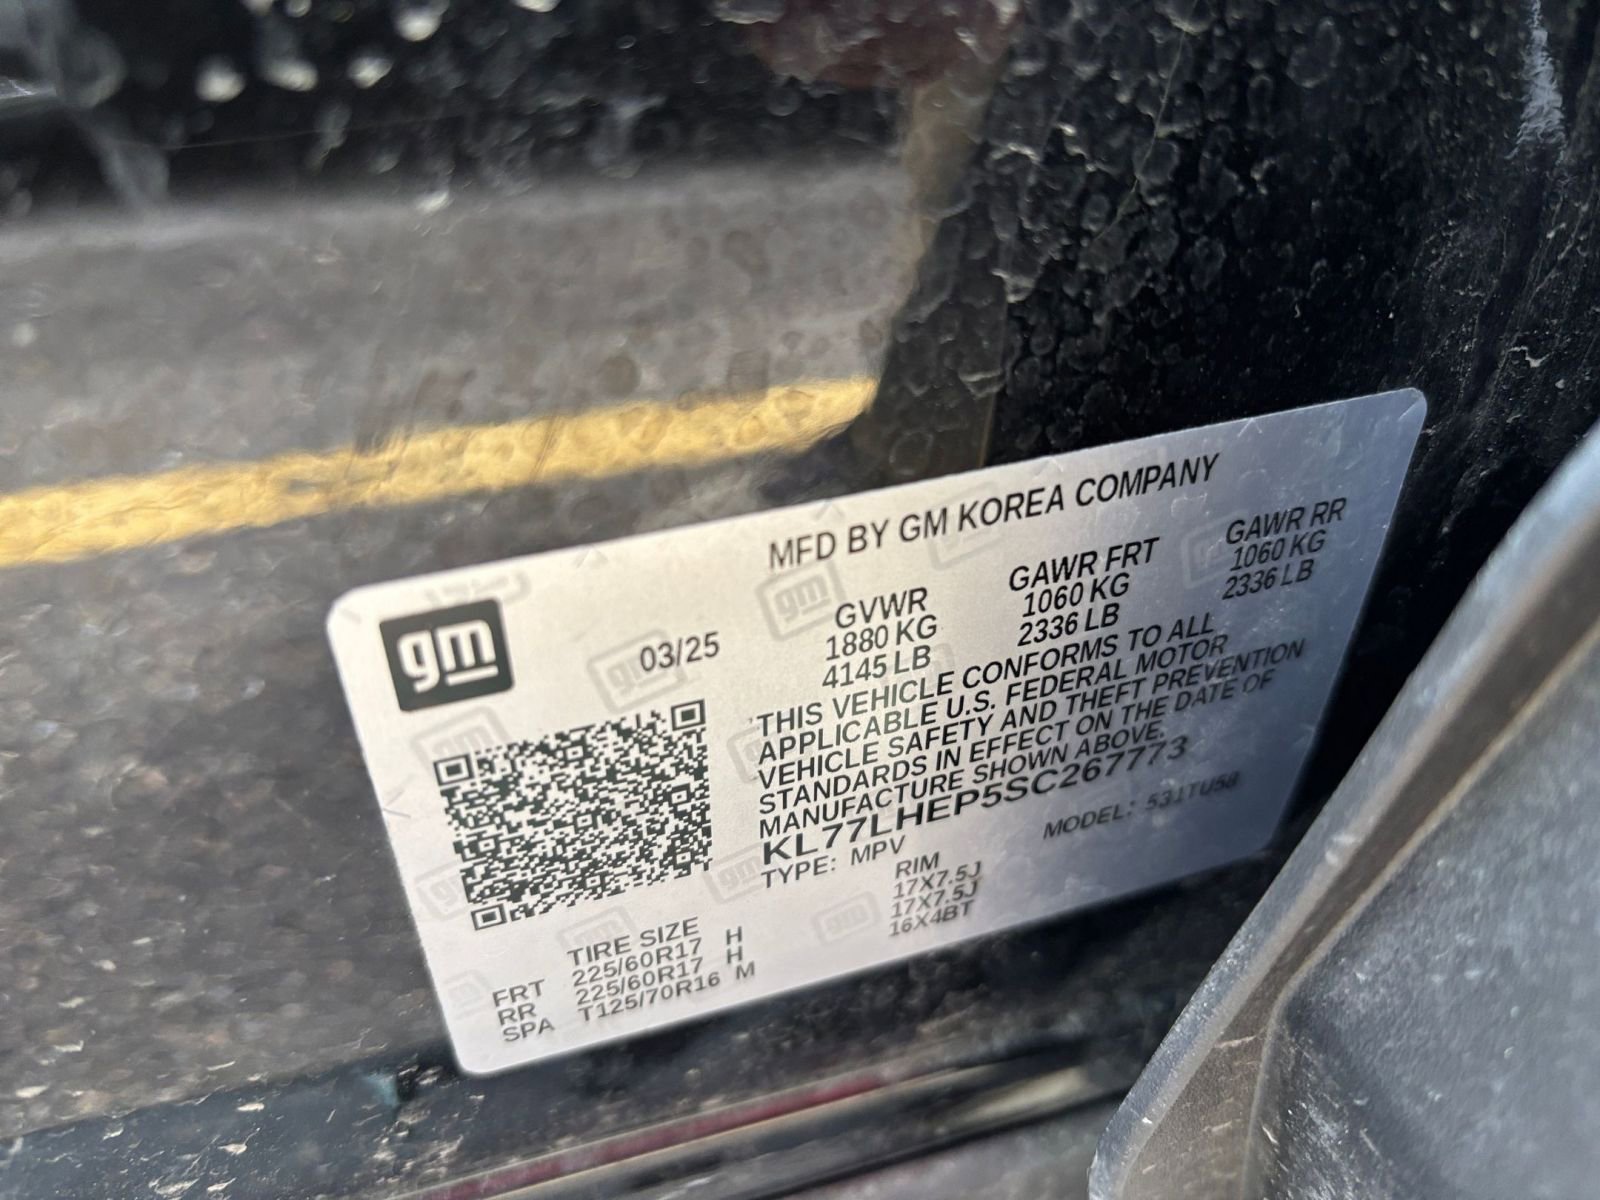 MFD BY GM KOREA COMPANY
gm
03/25
GVWR GAWR FRT GAWR RR
1880 KG 1060 KG 1060 KG
4145 LB 2336 LB 2336 LB
THIS VEHICLE CONFORMS TO ALL
APPLICABLE U.S. FEDERAL MOTOR
VEHICLE SAFETY AND THEFT PREVENTION
STANDARDS IN EFFECT ON THE DATE OF
MANUFACTURE SHOWN ABOVE.
KL77LHEP5SC267773
TYPE: MPV MODEL: 531TU58
TIRE SIZE RIM
FRT 225/60R17 H 17X7.5J
RR 225/60R17 H 17X7.5J
SPA T125/70R16 M 16X4BT